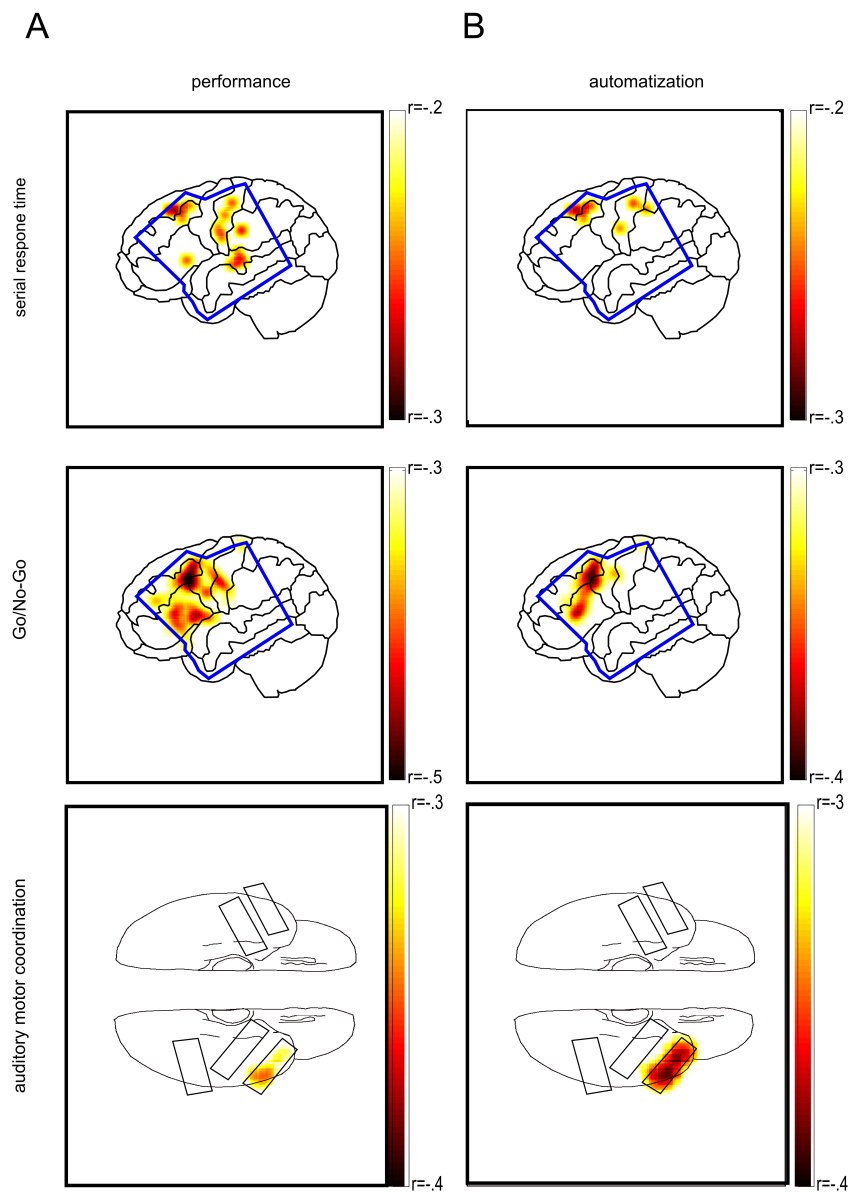 A B
performance automatization
serial respone time
r=-.2 r=-.2
r=-.3 r=-.3
Go/No-Go
r=-.3 r=-.3
r=-.5 r=-.4
auditory motor coordination
r=-.3 r=-3
r=-.4 r=-.4